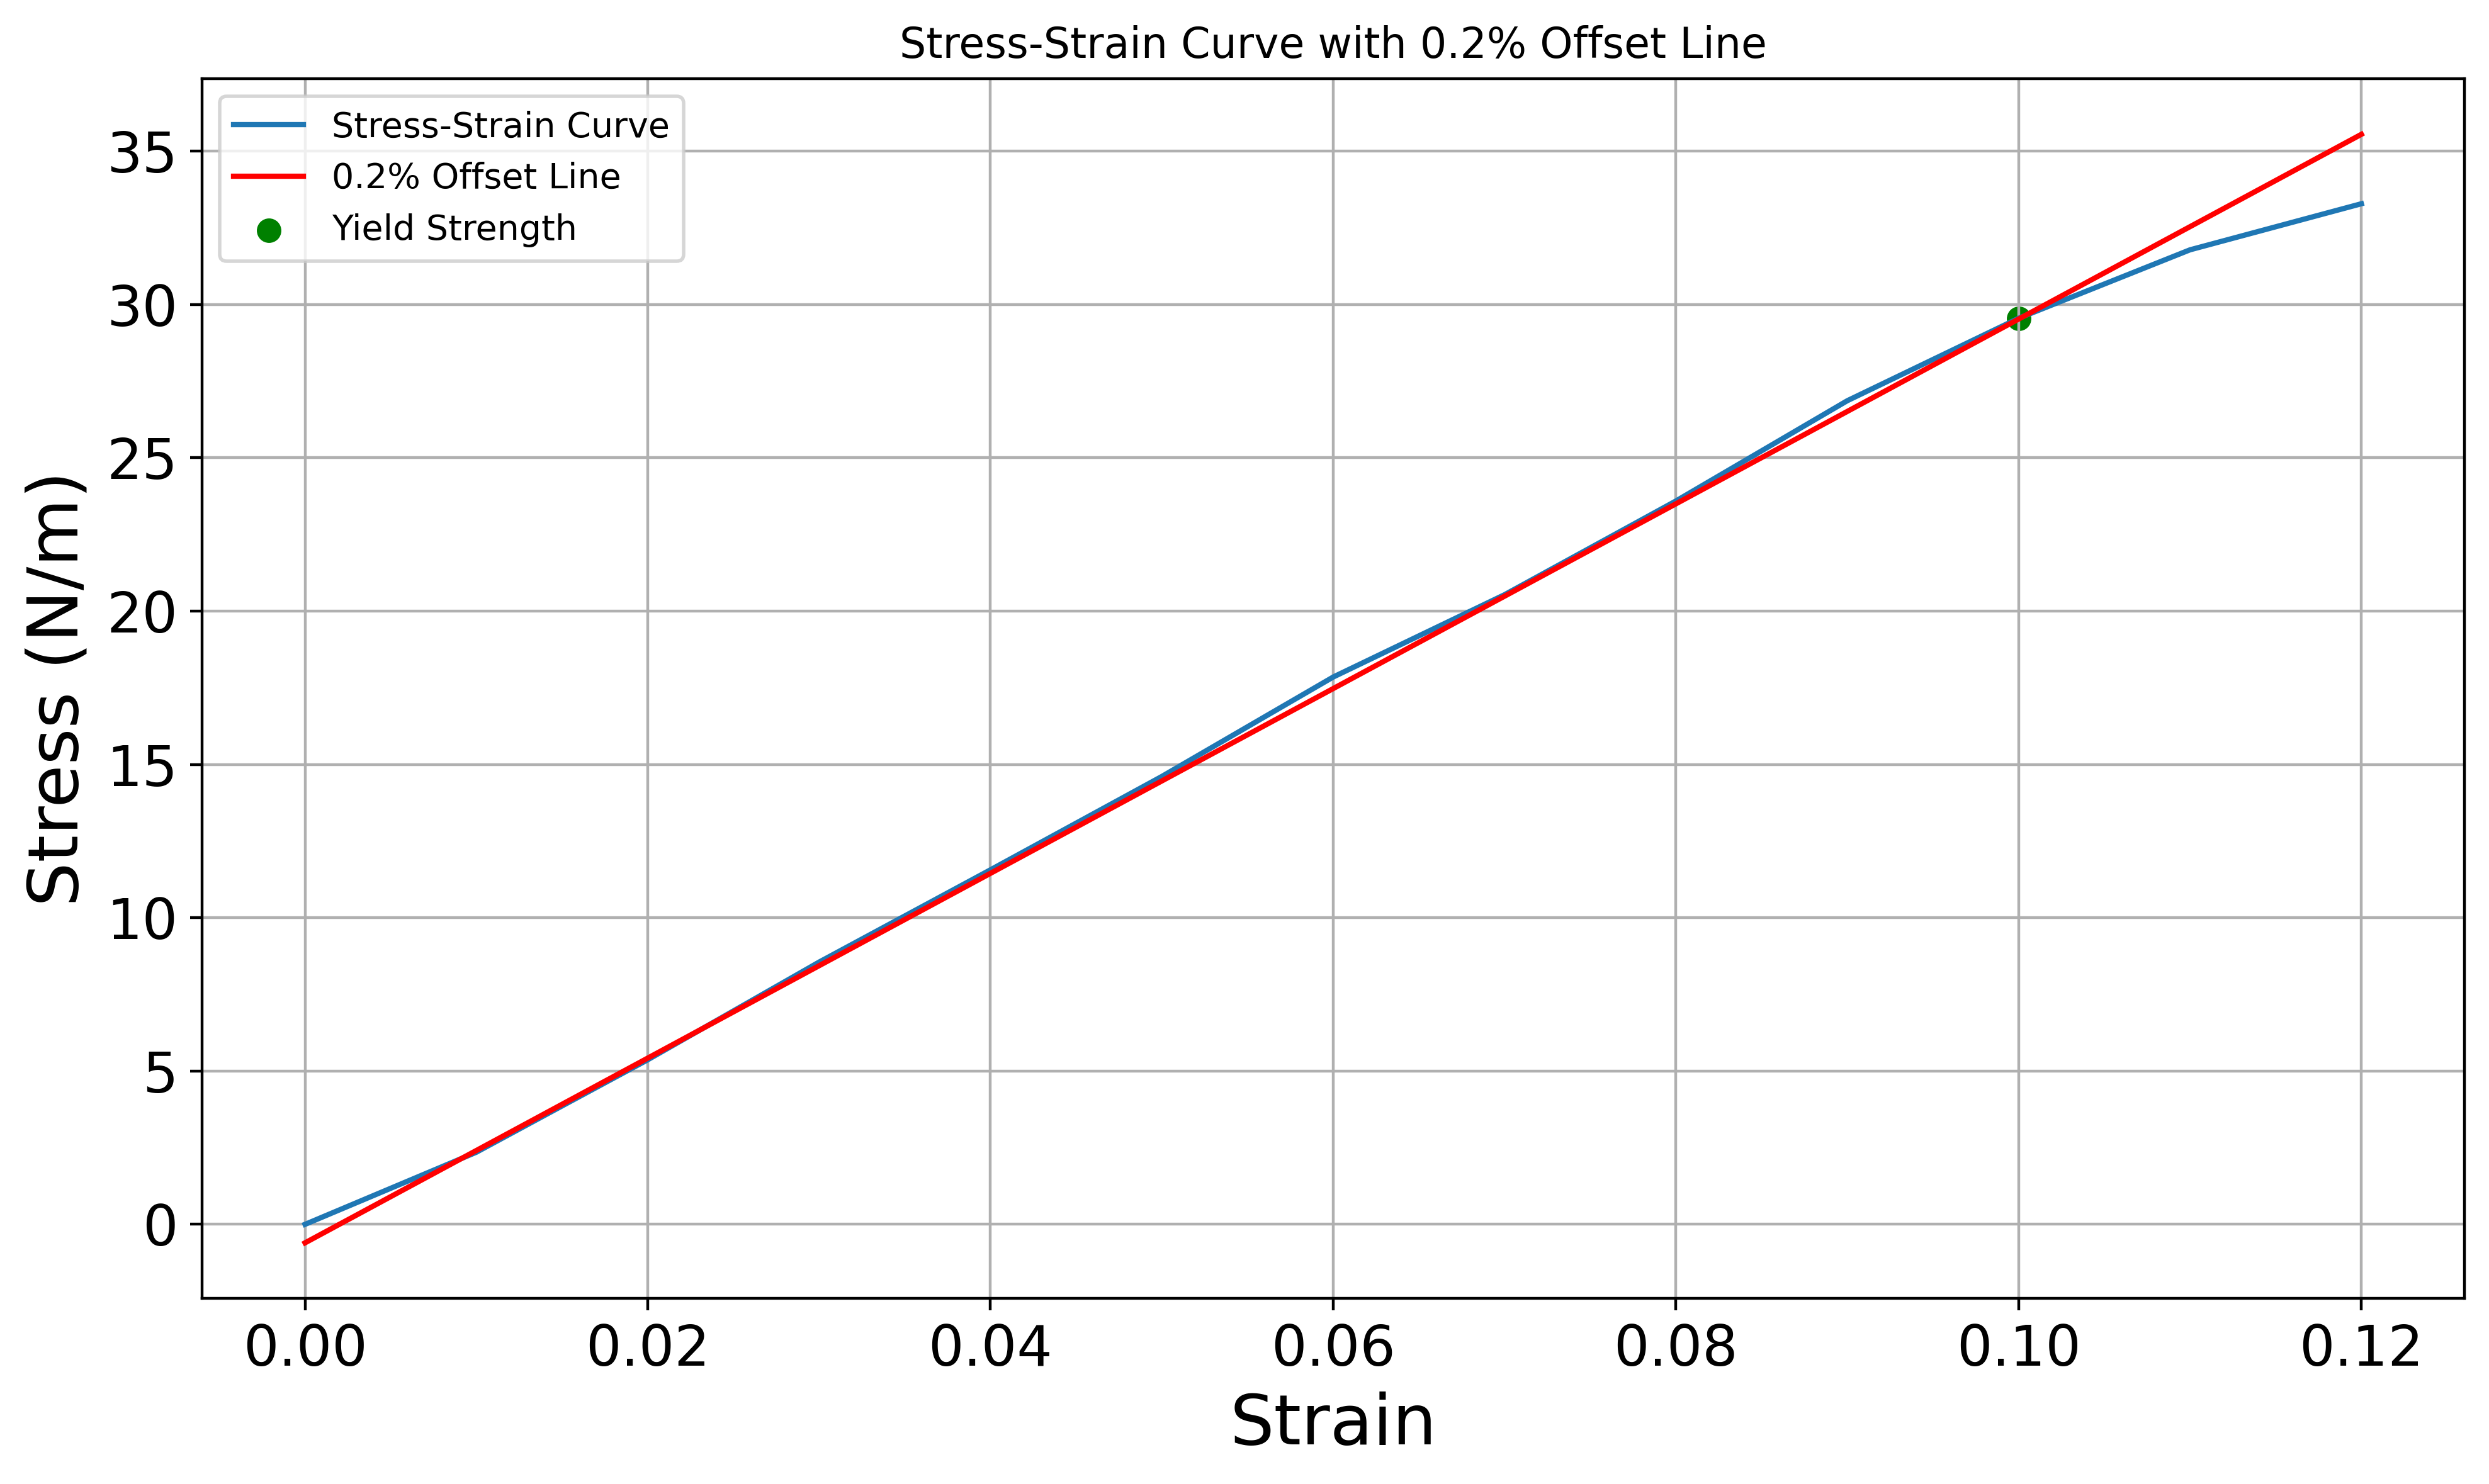 Stress-Strain Curve with 0.2% Offset Line
Stress-Strain Curve
0.2% Offset Line
Yield Strength
Stress (N/m)
35
30
25
20
15
10
5
0
0.00 0.02 0.04 0.06 0.08 0.10 0.12
Strain